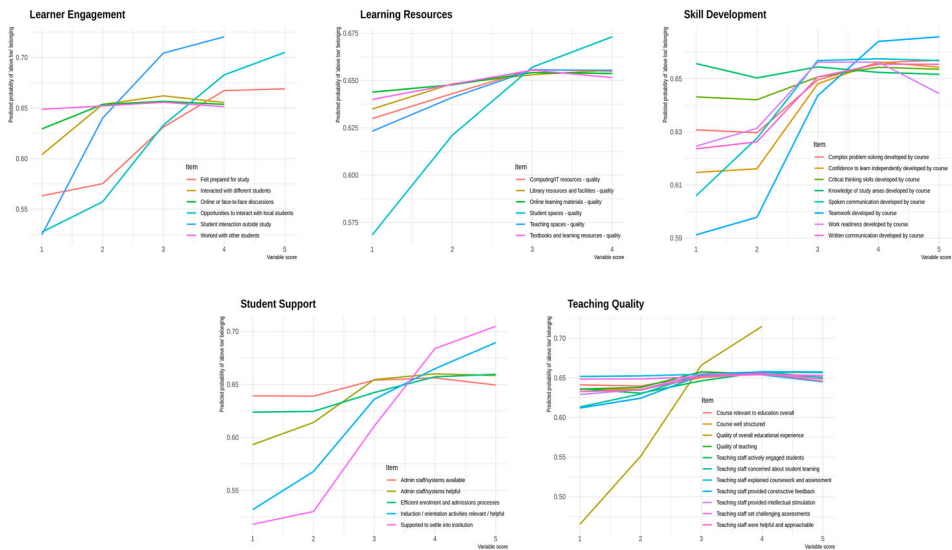 Learner Engagement
Predicted probability of 'above low' belonging
0.70
0.65
0.60
0.55
Item
Felt prepared for study
Interacted with different students
Online or face-to-face discussions
Opportunities to interact with local students
Student interaction outside study
Worked with other students
1 2 3 4 5
Variable score
Learning Resources
Predicted probability of 'above low' belonging
0.675
0.650
0.625
0.600
0.575
Item
Computing/IT resources - quality
Library resources and facilities - quality
Online learning materials - quality
Student spaces - quality
Teaching spaces - quality
Textbooks and learning resources - quality
1 2 3 4
Variable score
Skill Development
Predicted probability of 'above low' belonging
0.65
0.63
0.61
0.59
Item
Complex problem solving developed by course
Confidence to learn independently developed by course
Critical thinking skills developed by course
Knowledge of study areas developed by course
Spoken communication developed by course
Teamwork developed by course
Work readiness developed by course
Written communication developed by course
1 2 3 4 5
Variable score
Student Support
Predicted probability of 'above low' belonging
0.70
0.65
0.60
0.55
Item
Admin staff/systems available
Admin staff/systems helpful
Efficient enrolment and admissions processes
Induction / orientation activities relevant / helpful
Supported to settle into institution
1 2 3 4 5
Variable score
Teaching Quality
Predicted probability of 'above low' belonging
0.70
0.65
0.60
0.55
0.50
Item
Course relevant to education overall
Course well structured
Quality of overall educational experience
Quality of teaching
Teaching staff actively engaged students
Teaching staff concerned about student learning
Teaching staff explained coursework and assessment
Teaching staff provided constructive feedback
Teaching staff provided intellectual stimulation
Teaching staff set challenging assessments
Teaching staff were helpful and approachable
1 2 3 4 5
Variable score